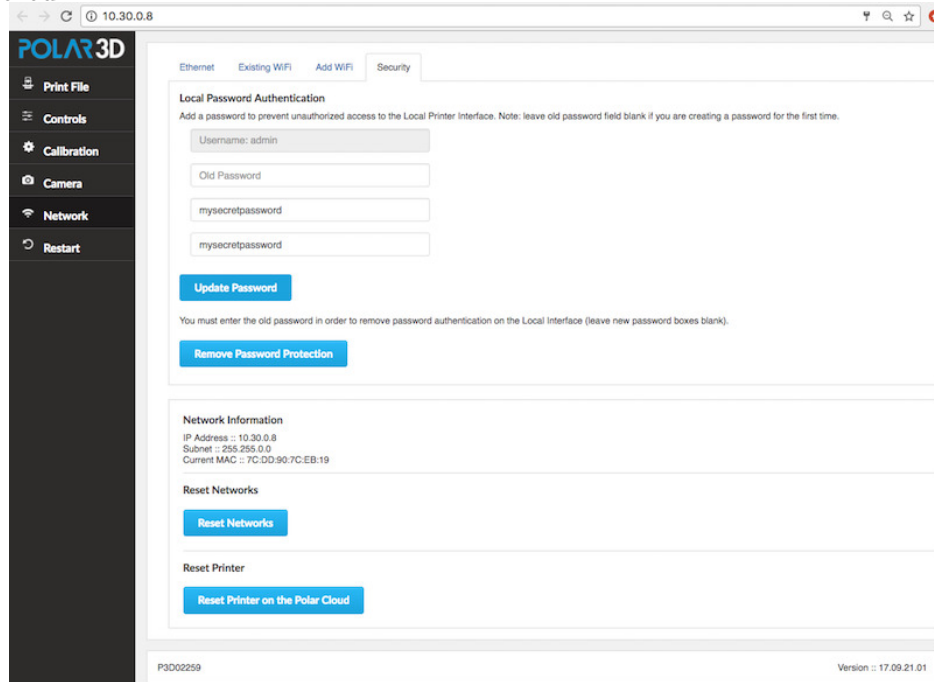 10.30.0.8
POLAR 3D
Print File
Controls
Calibration
Camera
Network
Restart
Ethernet Existing WiFi Add WiFi Security
Local Password Authentication
Add a password to prevent unauthorized access to the Local Printer Interface. Note: leave old password field blank if you are creating a password for the first time.
Username: admin
Old Password
mysecretpassword
mysecretpassword
Update Password
You must enter the old password in order to remove password authentication on the Local Interface (leave new password boxes blank).
Remove Password Protection
Network Information
IP Address :: 10.30.0.8
Subnet :: 255.255.0.0
Current MAC :: 7C:DD:90:7C:EB:19
Reset Networks
Reset Networks
Reset Printer
Reset Printer on the Polar Cloud
P3D02259 Version :: 17.09.21.01